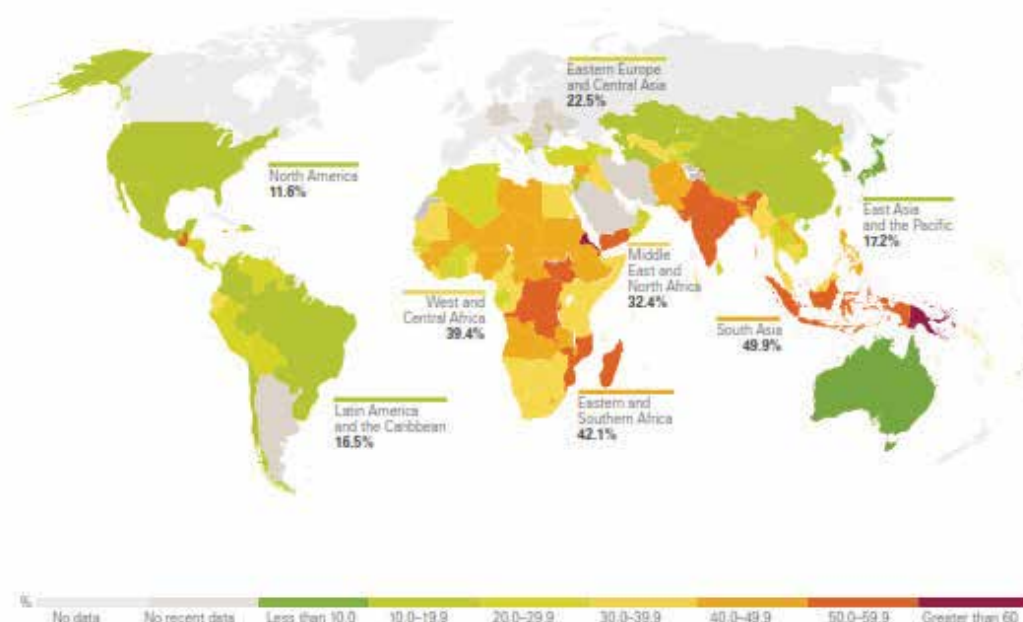 Eastern Europe
and Central Asia
22.5%
North America
11.6%
East Asia
and the Pacific
17.2%
Middle
East and
North Africa
32.4%
West and
Central Africa
39.4%
South Asia
49.9%
Latin America
and the Caribbean
16.5%
Eastern and
Southern Africa
42.1%
% No data No recent data Less than 10.0 10.0–19.9 20.0–29.9 30.0–39.9 40.0–49.9 50.0–59.9 Greater than 60